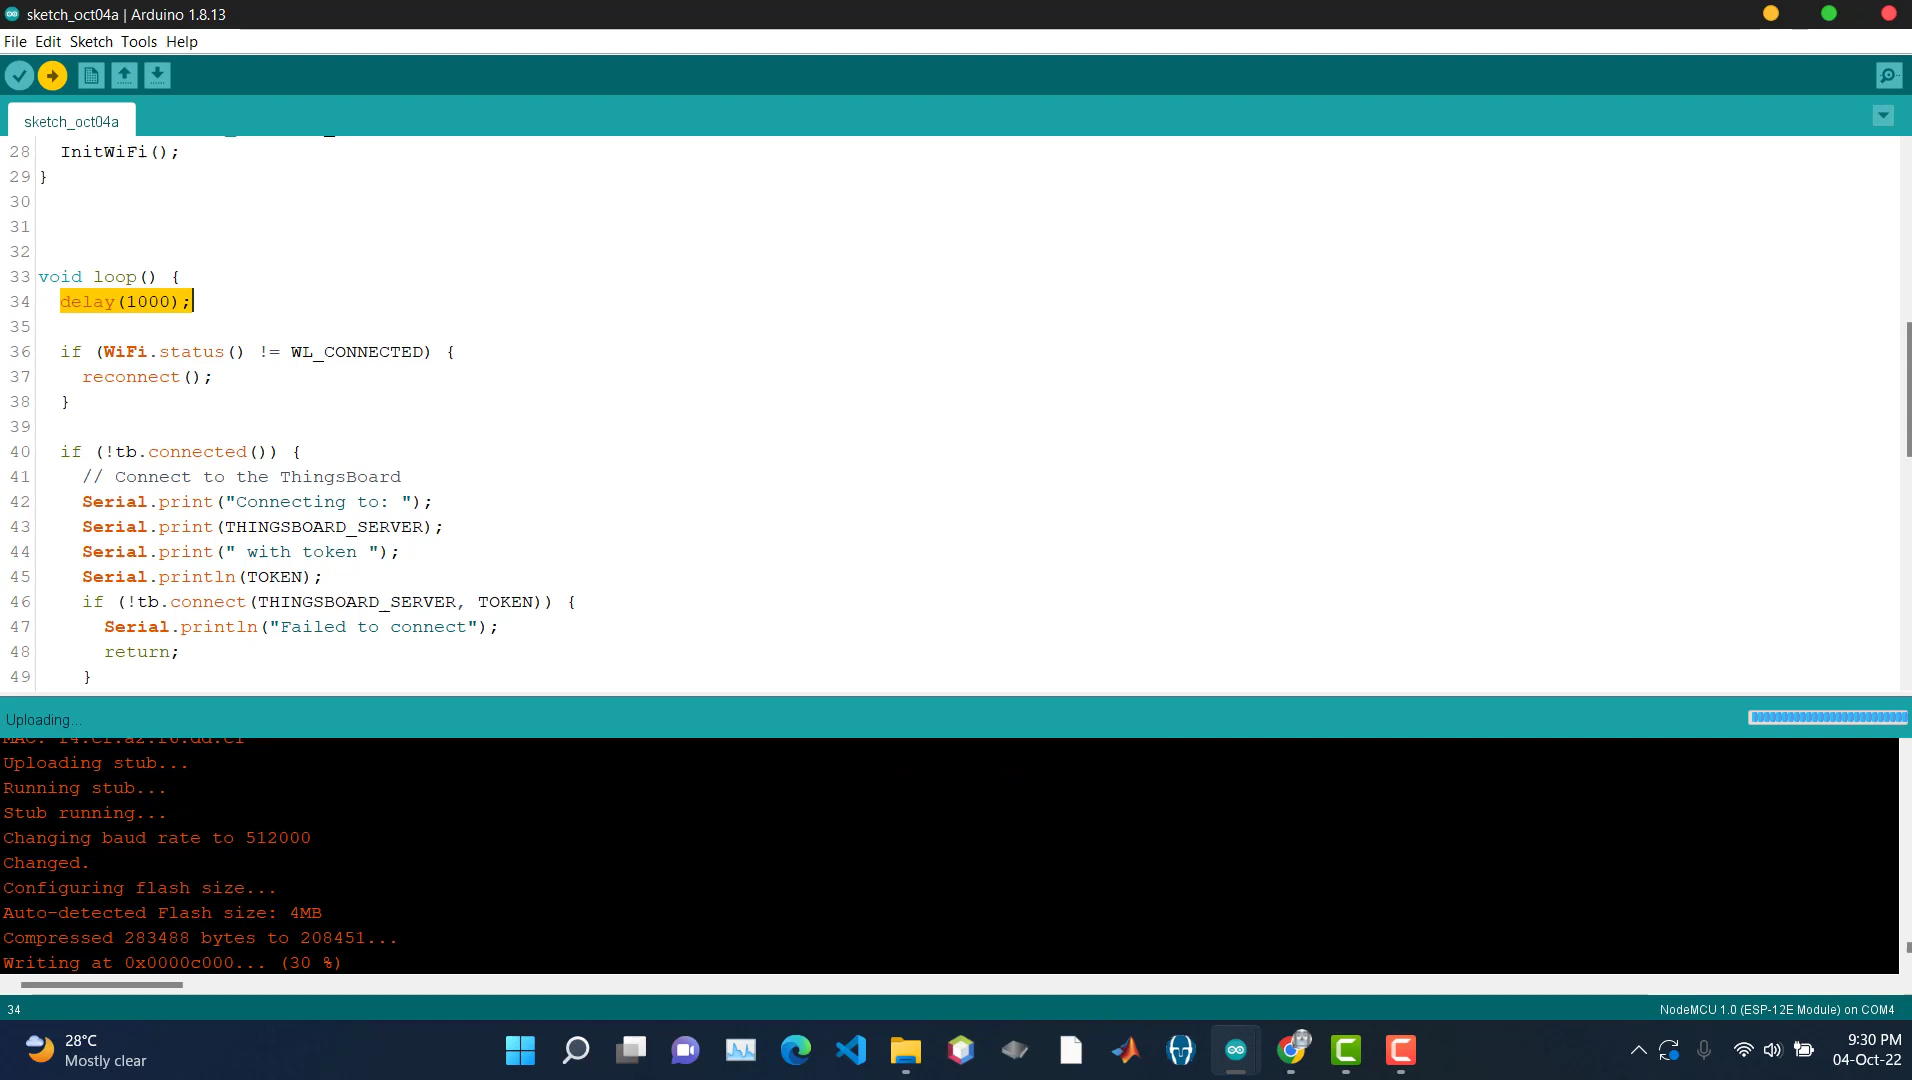 sketch_oct04a | Arduino 1.8.13
File Edit Sketch Tools Help
sketch_oct04a
28 InitWiFi();
29 }
30
31
32
33 void loop() {
34 delay(1000);
35
36 if (WiFi.status() != WL_CONNECTED) {
37 reconnect();
38 }
39
40 if (!tb.connected()) {
41 // Connect to the ThingsBoard
42 Serial.print("Connecting to: ");
43 Serial.print(THINGSBOARD_SERVER);
44 Serial.print(" with token ");
45 Serial.println(TOKEN);
46 if (!tb.connect(THINGSBOARD_SERVER, TOKEN)) {
47 Serial.println("Failed to connect");
48 return;
49 }
Uploading...
Uploading stub...
Running stub...
Stub running...
Changing baud rate to 512000
Changed.
Configuring flash size...
Auto-detected Flash size: 4MB
Compressed 283488 bytes to 208451...
Writing at 0x0000c000... (30 %)
34
NodeMCU 1.0 (ESP-12E Module) on COM4
28°C
Mostly clear
9:30 PM
04-Oct-22